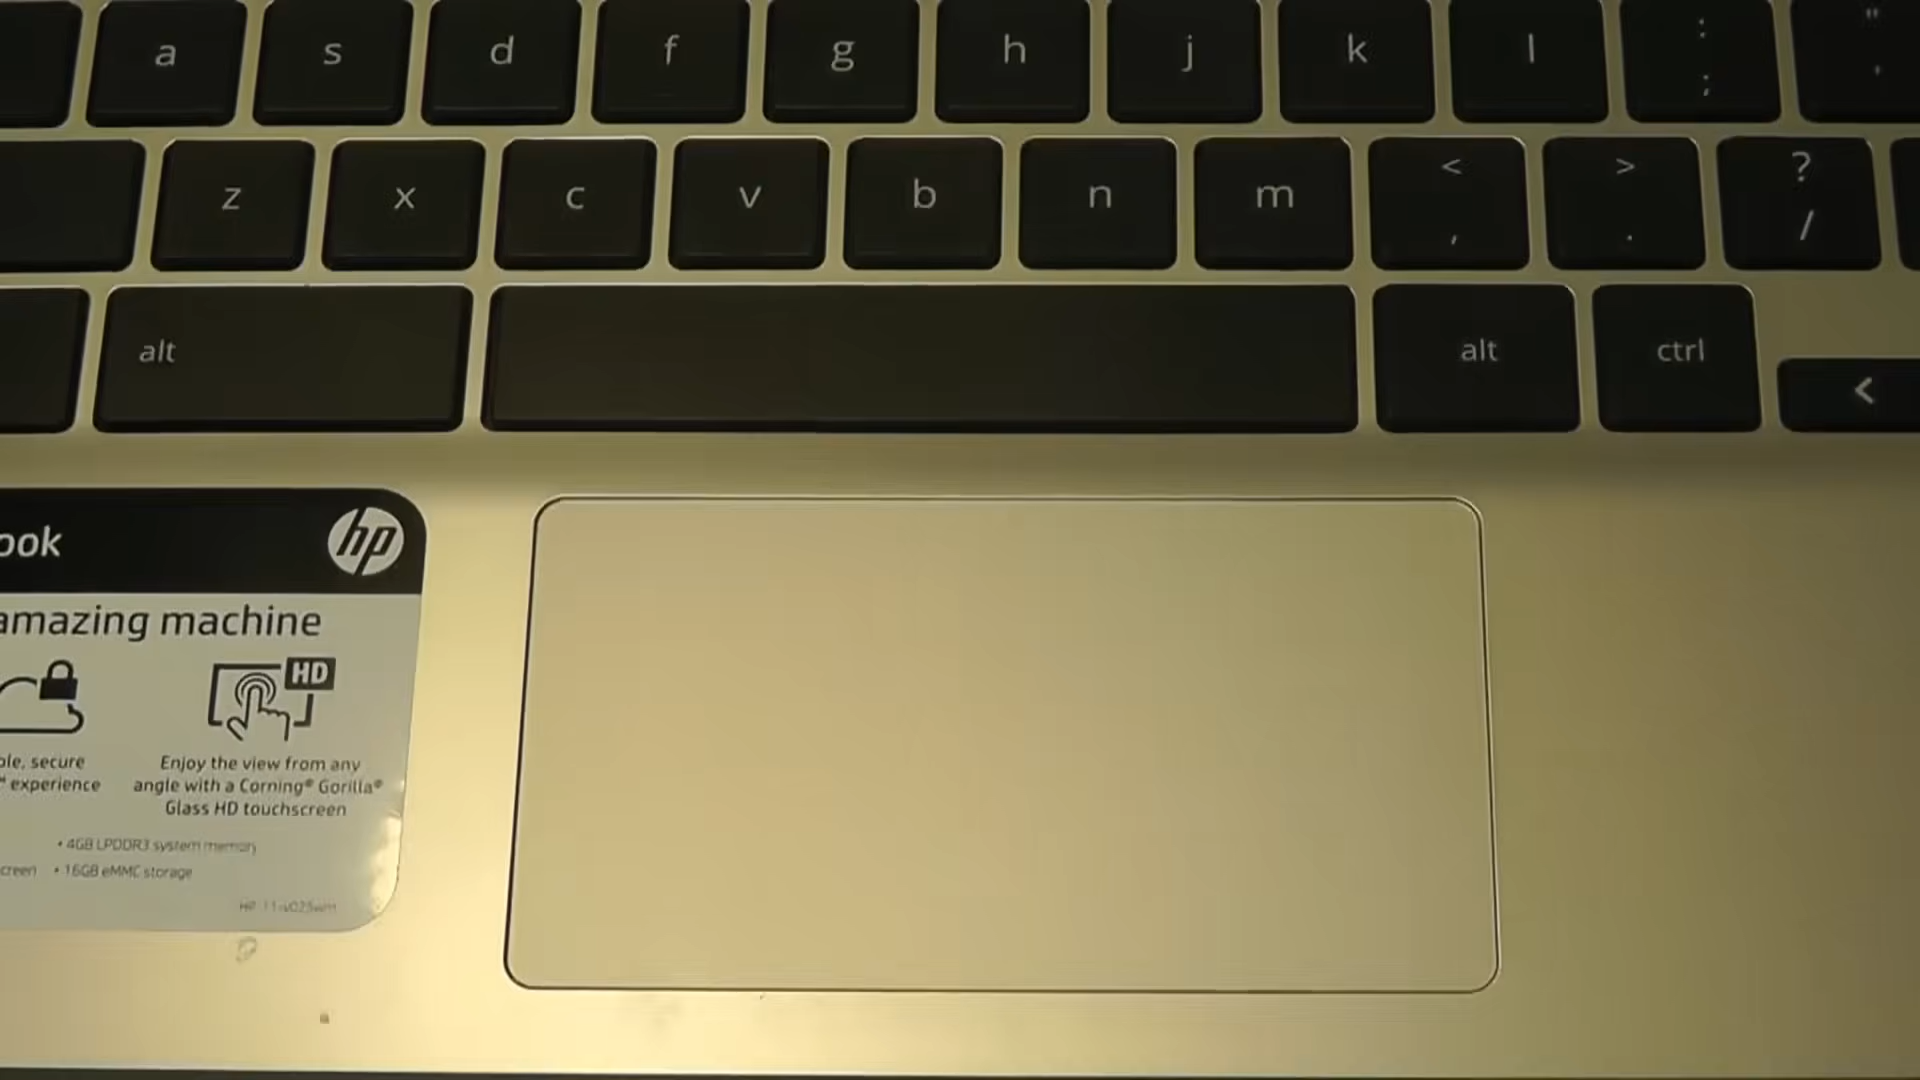 a s d f g h j k l : ; " '
z x c v b n m < , > . ? /
alt alt ctrl <
ook hp
amazing machine
HD
ble, secure
experience
Enjoy the view from any
angle with a Corning® Gorilla®
Glass HD touchscreen
• 4GB LPDDR3 system memory
creen • 16GB eMMC storage